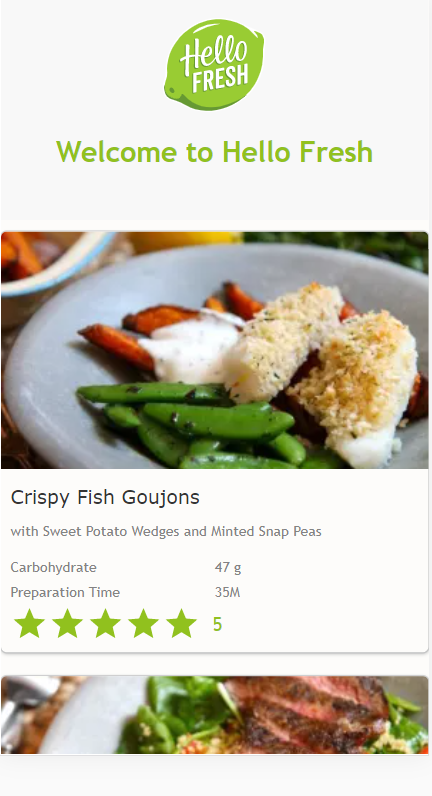 Hello
FRESH
Welcome to Hello Fresh
Crispy Fish Goujons
with Sweet Potato Wedges and Minted Snap Peas
Carbohydrate 47 g
Preparation Time 35M
5